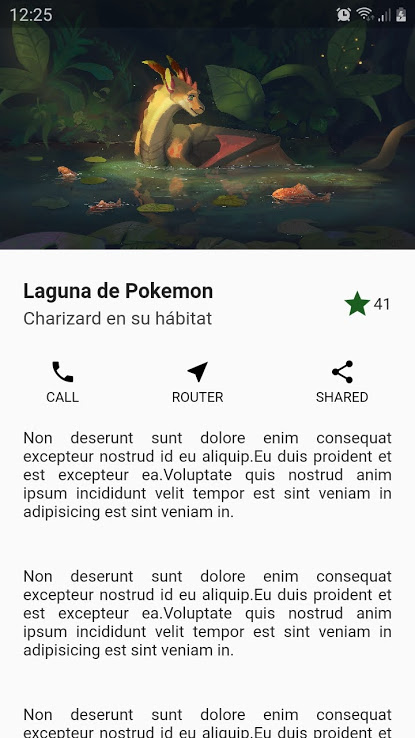 12:25
Laguna de Pokemon
Charizard en su hábitat
41
CALL
ROUTER
SHARED
Non deserunt sunt dolore enim consequat
excepteur nostrud id eu aliquip.Eu duis proident et
est excepteur ea.Voluptate quis nostrud anim
ipsum incididunt velit tempor est sint veniam in
adipisicing est sint veniam in.
Non deserunt sunt dolore enim consequat
excepteur nostrud id eu aliquip.Eu duis proident et
est excepteur ea.Voluptate quis nostrud anim
ipsum incididunt velit tempor est sint veniam in
adipisicing est sint veniam in.
Non deserunt sunt dolore enim consequat
excepteur nostrud id eu aliquip.Eu duis proident et